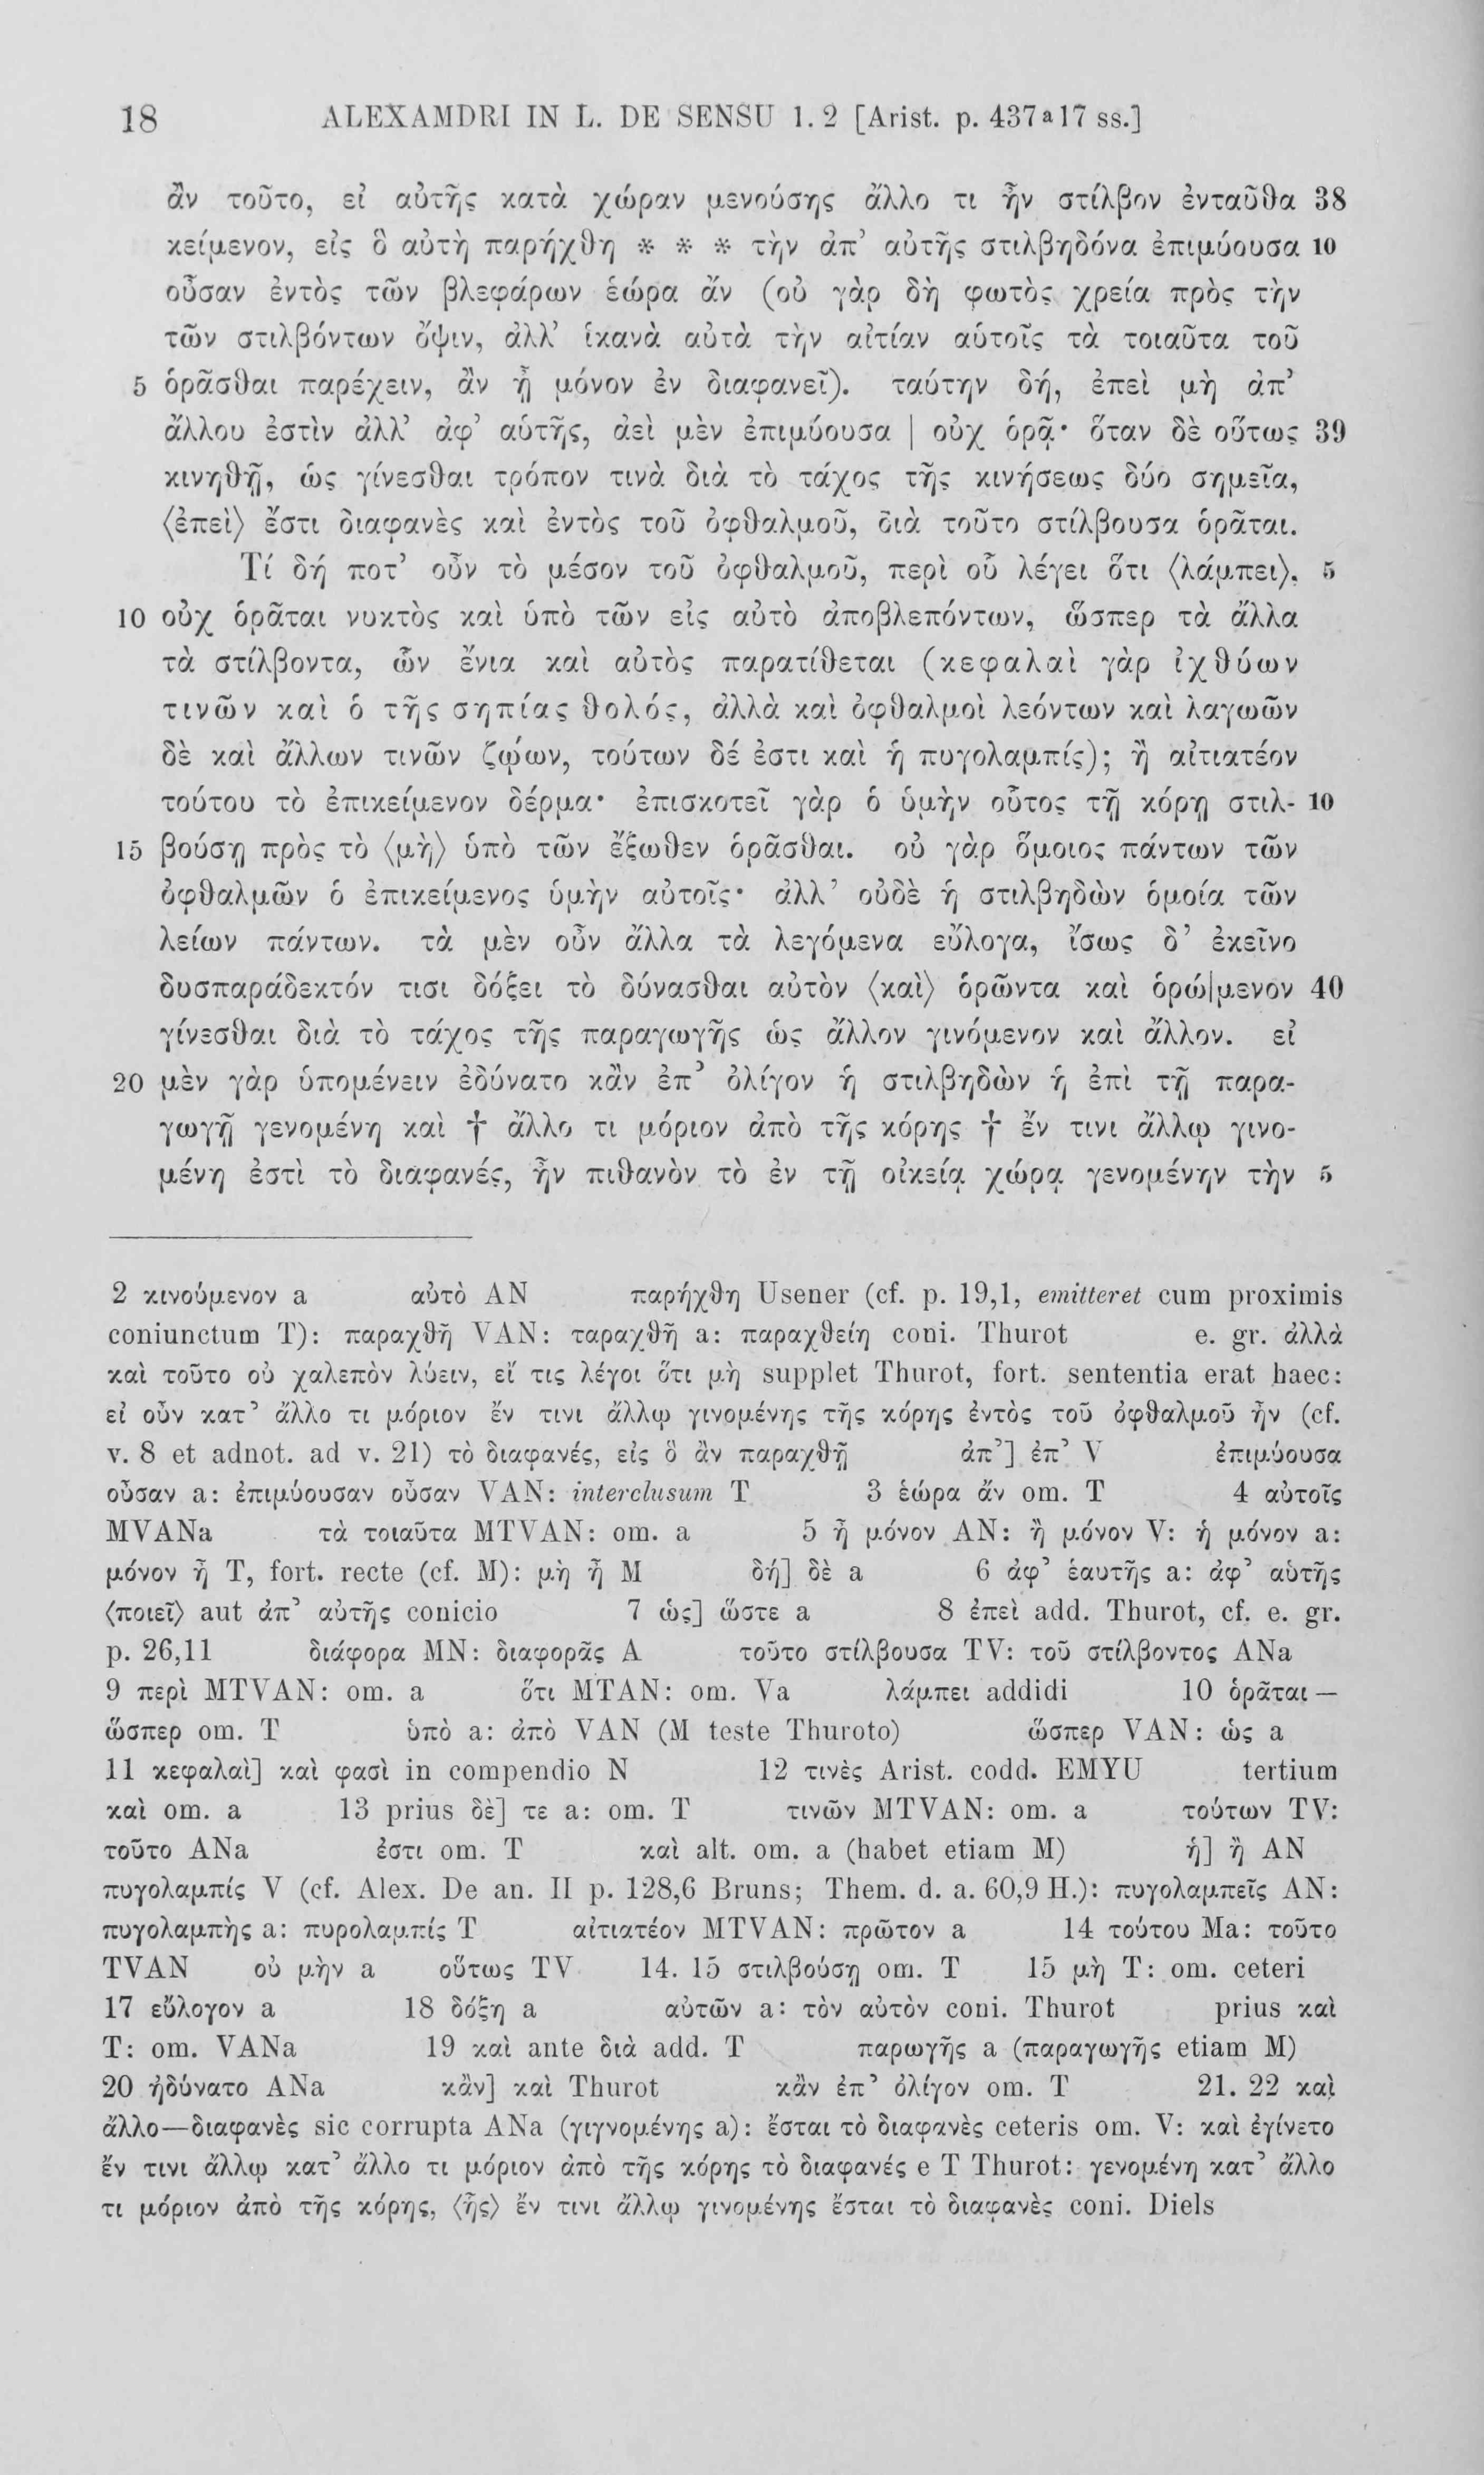 18 ALEXAMDRI IN L. DE SENSU 1. 2 [Arist. p. 437ᵃ17 ss.]
ἂν τοῦτο, εἰ αὐτῆς κατὰ χώραν μενούσης ἄλλο τι ἦν στίλβον ἐνταῦθα 38
κείμενον, εἰς ὃ αὐτὴ παρήχθη * * * τὴν ἀπ’ αὐτῆς στιλβηδόνα ἐπιμύουσα 10
οὖσαν ἐντὸς τῶν βλεφάρων ἑώρα ἄν (οὐ γὰρ δὴ φωτὸς χρεία πρὸς τὴν
τῶν στιλβόντων ὄψιν, ἀλλ’ ἱκανὰ αὐτὰ τὴν αἰτίαν αὑτοῖς τὰ τοιαῦτα τοῦ
5 ὁρᾶσθαι παρέχειν, ἂν ᾖ μόνον ἐν διαφανεῖ). ταύτην δή, ἐπεὶ μὴ ἀπ’
ἄλλου ἐστὶν ἀλλ’ ἀφ’ αὑτῆς, ἀεὶ μὲν ἐπιμύουσα | οὐχ ὁρᾷ· ὅταν δὲ οὕτως 39
κινηθῇ, ὡς γίνεσθαι τρόπον τινὰ διὰ τὸ τάχος τῆς κινήσεως δύο σημεῖα,
⟨ἐπεὶ⟩ ἔστι διαφανὲς καὶ ἐντὸς τοῦ ὀφθαλμοῦ, διὰ τοῦτο στίλβουσα ὁρᾶται.
Τί δή ποτ’ οὖν τὸ μέσον τοῦ ὀφθαλμοῦ, περὶ οὗ λέγει ὅτι ⟨λάμπει⟩, 5
10 οὐχ ὁρᾶται νυκτὸς καὶ ὑπὸ τῶν εἰς αὐτὸ ἀποβλεπόντων, ὥσπερ τὰ ἄλλα
τὰ στίλβοντα, ὧν ἔνια καὶ αὐτὸς παρατίθεται (κεφαλαὶ γὰρ ἰχθύων
τινῶν καὶ ὁ τῆς σηπίας θολός, ἀλλὰ καὶ ὀφθαλμοὶ λεόντων καὶ λαγωῶν
δὲ καὶ ἄλλων τινῶν ζῴων, τούτων δέ ἐστι καὶ ἡ πυγολαμπίς); ἢ αἰτιατέον
τούτου τὸ ἐπικείμενον δέρμα· ἐπισκοτεῖ γὰρ ὁ ὑμὴν οὗτος τῇ κόρῃ στιλ- 10
15 βούσῃ πρὸς τὸ ⟨μὴ⟩ ὑπὸ τῶν ἔξωθεν ὁρᾶσθαι. οὐ γὰρ ὅμοιος πάντων τῶν
ὀφθαλμῶν ὁ ἐπικείμενος ὑμὴν αὐτοῖς· ἀλλ’ οὐδὲ ἡ στιλβηδὼν ὁμοία τῶν
λείων πάντων. τὰ μὲν οὖν ἄλλα τὰ λεγόμενα εὔλογα, ἴσως δ’ ἐκεῖνο
δυσπαράδεκτόν τισι δόξει τὸ δύνασθαι αὐτὸν ⟨καὶ⟩ ὁρῶντα καὶ ὁρώ|μενον 40
γίνεσθαι διὰ τὸ τάχος τῆς παραγωγῆς ὡς ἄλλον γινόμενον καὶ ἄλλον. εἰ
20 μὲν γὰρ ὑπομένειν ἐδύνατο κἂν ἐπ’ ὀλίγον ἡ στιλβηδὼν ἡ ἐπὶ τῇ παρα-
γωγῇ γενομένη καὶ † ἄλλο τι μόριον ἀπὸ τῆς κόρης † ἔν τινι ἄλλῳ γινο-
μένη ἐστὶ τὸ διαφανές, ἦν πιθανὸν τὸ ἐν τῇ οἰκείᾳ χώρᾳ γενομένην τὴν 5
2 κινούμενον a αὐτὸ AN παρήχθη Usener (cf. p. 19,1, emitteret cum proximis
coniunctum T): παραχθῇ VAN: ταραχθῇ a: παραχθείη coni. Thurot e. gr. ἀλλὰ
καὶ τοῦτο οὐ χαλεπὸν λύειν, εἴ τις λέγοι ὅτι μὴ supplet Thurot, fort. sententia erat haec:
εἰ οὖν κατ’ ἄλλο τι μόριον ἔν τινι ἄλλῳ γινομένης τῆς κόρης ἐντὸς τοῦ ὀφθαλμοῦ ἦν (cf.
v. 8 et adnot. ad v. 21) τὸ διαφανές, εἰς ὃ ἂν παραχθῇ ἀπ’] ἐπ’ V ἐπιμύουσα
οὖσαν a: ἐπιμύουσαν οὖσαν VAN: interclusum T 3 ἑώρα ἄν om. T 4 αὐτοῖς
MVANa τὰ τοιαῦτα MTVAN: om. a 5 ᾖ μόνον AN: ἢ μόνον V: ἡ μόνον a:
μόνον ᾖ T, fort. recte (cf. M): μὴ ᾖ M δή] δὲ a 6 ἀφ’ ἑαυτῆς a: ἀφ’ αὑτῆς
⟨ποιεῖ⟩ aut ἀπ’ αὐτῆς conicio 7 ὡς] ὥστε a 8 ἐπεὶ add. Thurot, cf. e. gr.
p. 26,11 διάφορα MN: διαφορᾶς A τοῦτο στίλβουσα TV: τοῦ στίλβοντος ANa
9 περὶ MTVAN: om. a ὅτι MTAN: om. Va λάμπει addidi 10 ὁρᾶται —
ὥσπερ om. T ὑπὸ a: ἀπὸ VAN (M teste Thuroto) ὥσπερ VAN: ὡς a
11 κεφαλαὶ] καὶ φασὶ in compendio N 12 τινὲς Arist. codd. EMYU tertium
καὶ om. a 13 prius δὲ] τε a: om. T τινῶν MTVAN: om. a τούτων TV:
τοῦτο ANa ἐστι om. T καὶ alt. om. a (habet etiam M) ἡ] ἢ AN
πυγολαμπίς V (cf. Alex. De an. II p. 128,6 Bruns; Them. d. a. 60,9 H.): πυγολαμπεῖς AN:
πυγολαμπὴς a: πυρολαμπίς T αἰτιατέον MTVAN: πρῶτον a 14 τούτου Ma: τοῦτο
TVAN οὐ μὴν a οὕτως TV 14. 15 στιλβούσῃ om. T 15 μὴ T: om. ceteri
17 εὔλογον a 18 δόξῃ a αὐτῶν a: τὸν αὐτὸν coni. Thurot prius καὶ
T: om. VANa 19 καὶ ante διὰ add. T παρωγῆς a (παραγωγῆς etiam M)
20 ἠδύνατο ANa κἂν] καὶ Thurot κἂν ἐπ’ ὀλίγον om. T 21. 22 καὶ
ἄλλο—διαφανὲς sic corrupta ANa (γιγνομένης a): ἔσται τὸ διαφανὲς ceteris om. V: καὶ ἐγίνετο
ἔν τινι ἄλλῳ κατ’ ἄλλο τι μόριον ἀπὸ τῆς κόρης τὸ διαφανές e T Thurot: γενομένη κατ’ ἄλλο
τι μόριον ἀπὸ τῆς κόρης, ⟨ἧς⟩ ἔν τινι ἄλλῳ γινομένης ἔσται τὸ διαφανὲς coni. Diels